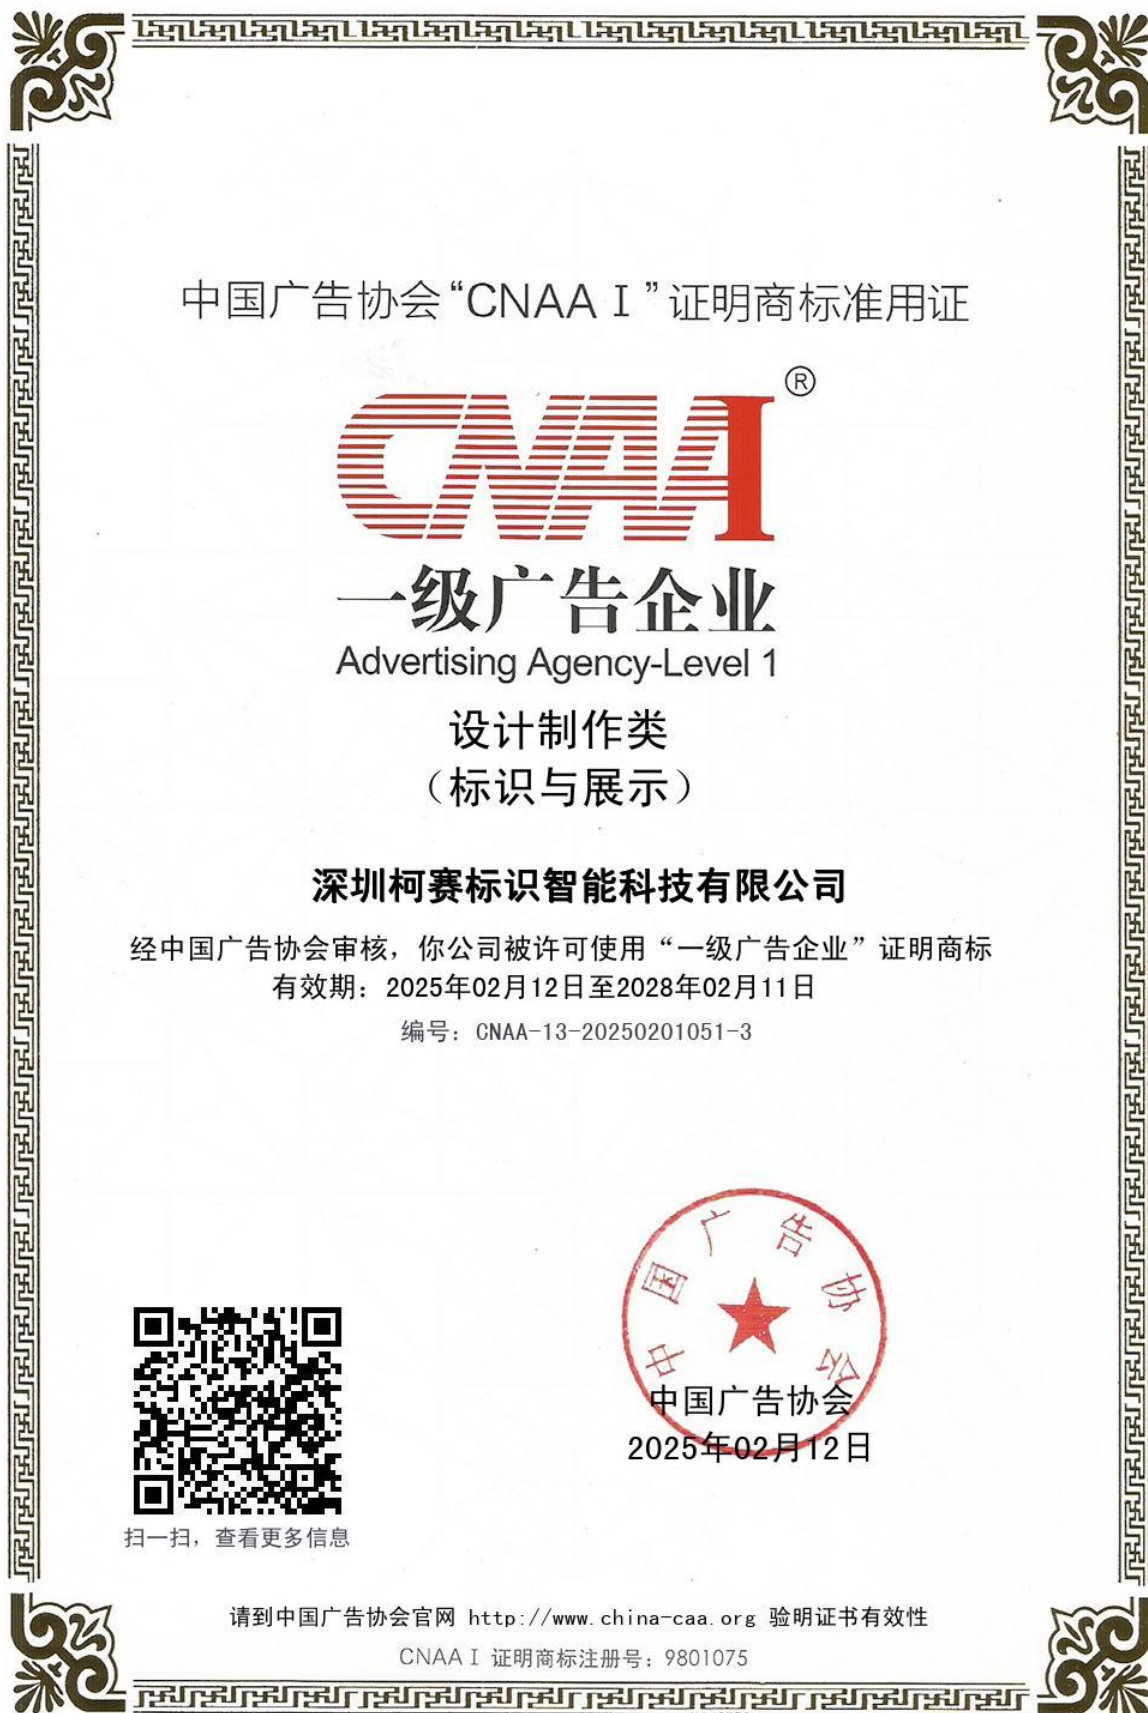 中国广告协会“CNAA I”证明商标准用证
CNAAI®
一级广告企业
Advertising Agency-Level 1
设计制作类
（标识与展示）
深圳柯赛标识智能科技有限公司
经中国广告协会审核，你公司被许可使用“一级广告企业”证明商标
有效期：2025年02月12日至2028年02月11日
编号：CNAA-13-20250201051-3
中国广告协会
中国广告协会
2025年02月12日
扫一扫，查看更多信息
请到中国广告协会官网 http://www.china-caa.org 验明证书有效性
CNAA I 证明商标注册号：9801075